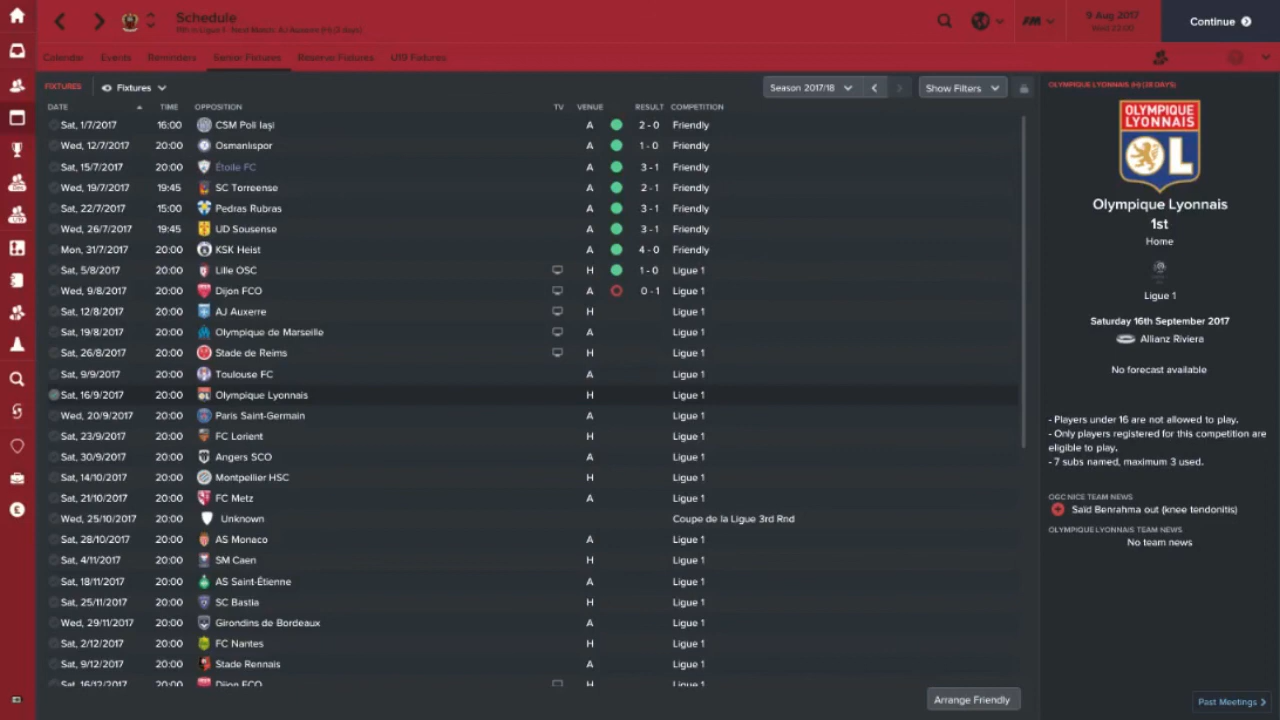 Schedule
9 Aug 2017
Wed 23:00
Continue
Calendar Events Reminders Senior Fixtures Reserve Fixtures U19 Fixtures
FIXTURES Fixtures Season 2017/18 Show Filters
DATE TIME OPPOSITION TV VENUE RESULT COMPETITION
Sat, 1/7/2017 16:00 CSM Poli Iași A 2 - 0 Friendly
Wed, 12/7/2017 20:00 Osmanlıspor A 1 - 0 Friendly
Sat, 15/7/2017 20:00 Étoile FC A 3 - 1 Friendly
Wed, 19/7/2017 19:45 SC Torreense A 2 - 1 Friendly
Sat, 22/7/2017 15:00 Pedras Rubras A 3 - 1 Friendly
Wed, 26/7/2017 19:45 UD Sousense A 3 - 1 Friendly
Mon, 31/7/2017 20:00 KSK Heist A 4 - 0 Friendly
Sat, 5/8/2017 20:00 Lille OSC H 1 - 0 Ligue 1
Wed, 9/8/2017 20:00 Dijon FCO A 0 - 1 Ligue 1
Sat, 12/8/2017 20:00 AJ Auxerre H Ligue 1
Sat, 19/8/2017 20:00 Olympique de Marseille A Ligue 1
Sat, 26/8/2017 20:00 Stade de Reims H Ligue 1
Sat, 9/9/2017 20:00 Toulouse FC A Ligue 1
Sat, 16/9/2017 20:00 Olympique Lyonnais H Ligue 1
Wed, 20/9/2017 20:00 Paris Saint-Germain A Ligue 1
Sat, 23/9/2017 20:00 FC Lorient H Ligue 1
Sat, 30/9/2017 20:00 Angers SCO A Ligue 1
Sat, 14/10/2017 20:00 Montpellier HSC H Ligue 1
Sat, 21/10/2017 20:00 FC Metz A Ligue 1
Wed, 25/10/2017 20:00 Unknown Coupe de la Ligue 3rd Rnd
Sat, 28/10/2017 20:00 AS Monaco A Ligue 1
Sat, 4/11/2017 20:00 SM Caen H Ligue 1
Sat, 18/11/2017 20:00 AS Saint-Étienne A Ligue 1
Sat, 25/11/2017 20:00 SC Bastia H Ligue 1
Wed, 29/11/2017 20:00 Girondins de Bordeaux A Ligue 1
Sat, 2/12/2017 20:00 FC Nantes H Ligue 1
Sat, 9/12/2017 20:00 Stade Rennais A Ligue 1
Sat, 16/12/2017 20:00 Dijon FCO H Ligue 1
Arrange Friendly
OLYMPIQUE LYONNAIS (H) (38 DAYS)
OLYMPIQUE
LYONNAIS
OL
Olympique Lyonnais
1st
Home
Ligue 1
Saturday 16th September 2017
Allianz Riviera
No forecast available
- Players under 16 are not allowed to play.
- Only players registered for this competition are
eligible to play.
- 7 subs named, maximum 3 used.
OGC NICE TEAM NEWS
Saïd Benrahma out (knee tendonitis)
OLYMPIQUE LYONNAIS TEAM NEWS
No team news
Past Meetings